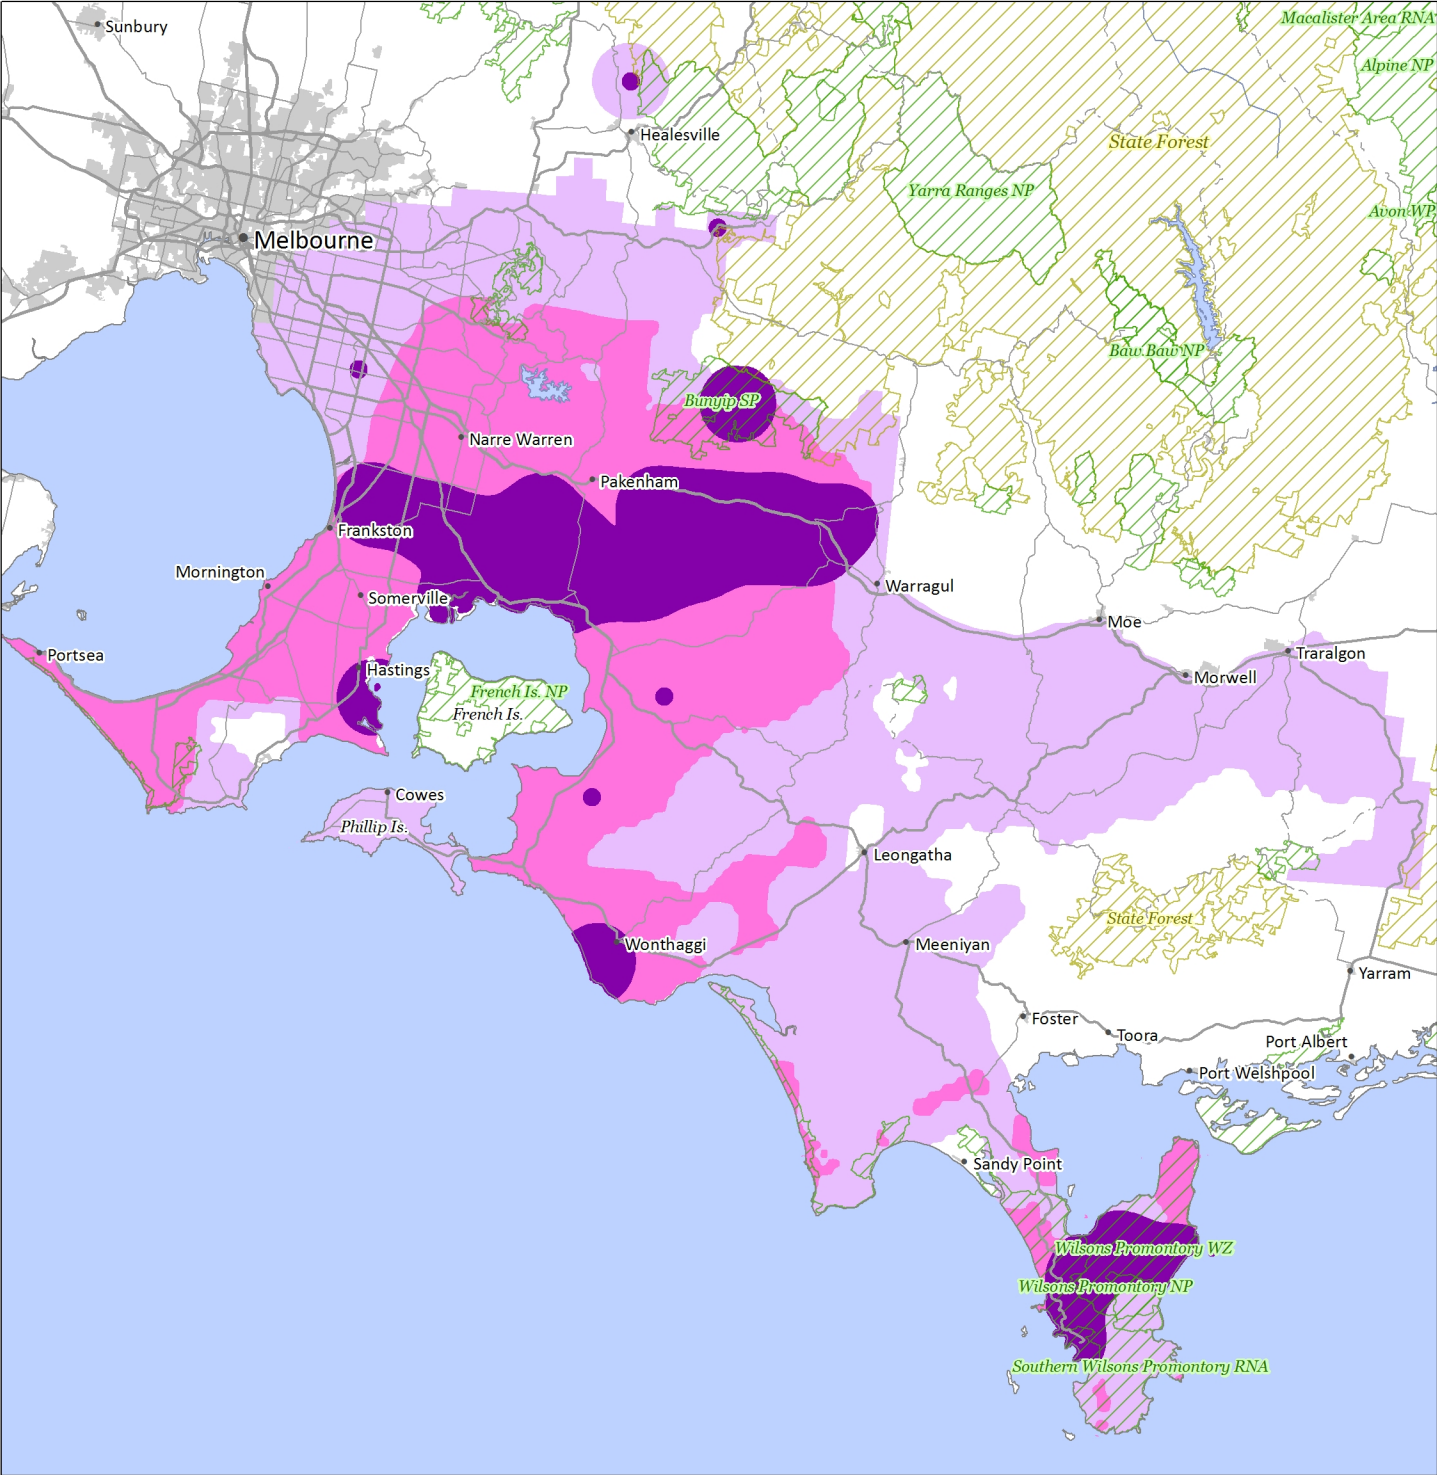 Macalister Area RNA
Sunbury
Alpine NP
Healesville
State Forest
Yarra Ranges NP
Avon WP
Melbourne
Baw Baw NP
Bunyip SP
Narre Warren
Pakenham
Frankston
Mornington
Warragul
Somerville
Moe
Portsea
Traralgon
Hastings
Morwell
French Is. NP
French Is.
Cowes
Phillip Is.
Leongatha
State Forest
Wonthaggi
Meeniyan
Yarram
Foster
Toora
Port Albert
Port Welshpool
Sandy Point
Wilsons Promontory WZ
Wilsons Promontory NP
Southern Wilsons Promontory RNA